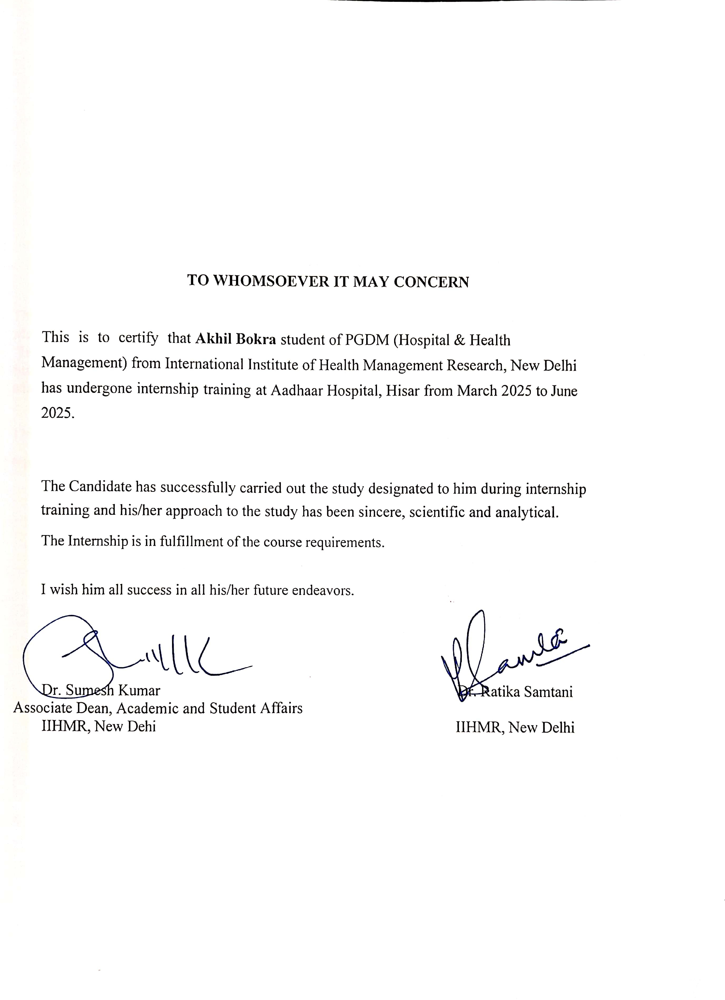 TO WHOMSOEVER IT MAY CONCERN
This is to certify that Akhil Bokra student of PGDM (Hospital & Health
Management) from International Institute of Health Management Research, New Delhi
has undergone internship training at Aadhaar Hospital, Hisar from March 2025 to June
2025.
The Candidate has successfully carried out the study designated to him during internship
training and his/her approach to the study has been sincere, scientific and analytical.
The Internship is in fulfillment of the course requirements.
I wish him all success in all his/her future endeavors.
Dr. Sumesh Kumar
Associate Dean, Academic and Student Affairs
IIHMR, New Dehi
Dr. Ratika Samtani
IIHMR, New Delhi